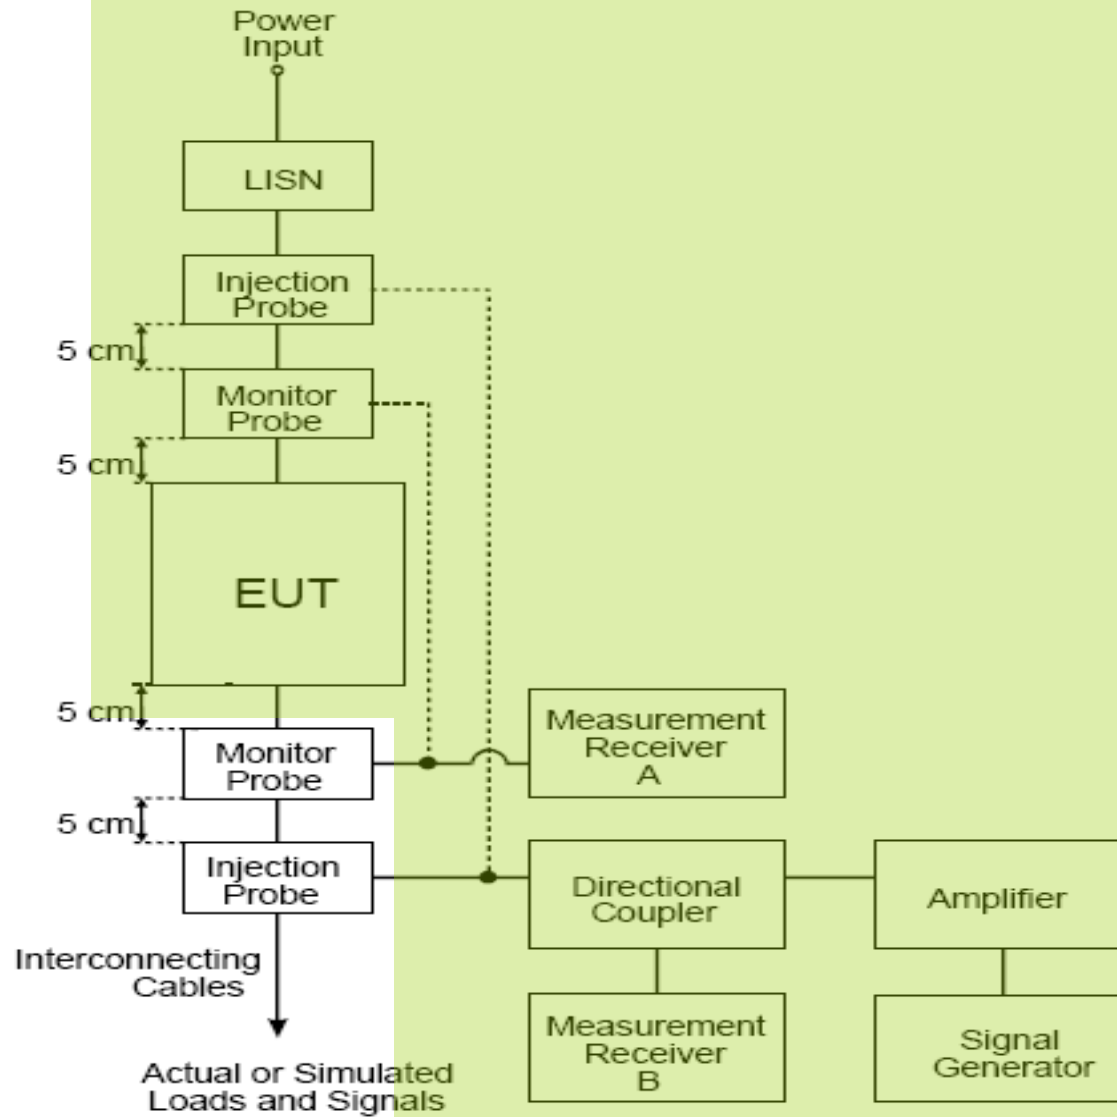 Power
Input
LISN
Injection
Probe
5 cm
Monitor
Probe
5 cm
EUT
5 cm
Monitor
Probe
Measurement
Receiver
A
5 cm
Injection
Probe
Directional
Coupler
Amplifier
Interconnecting
Cables
Measurement
Receiver
B
Signal
Generator
Actual or Simulated
Loads and Signals